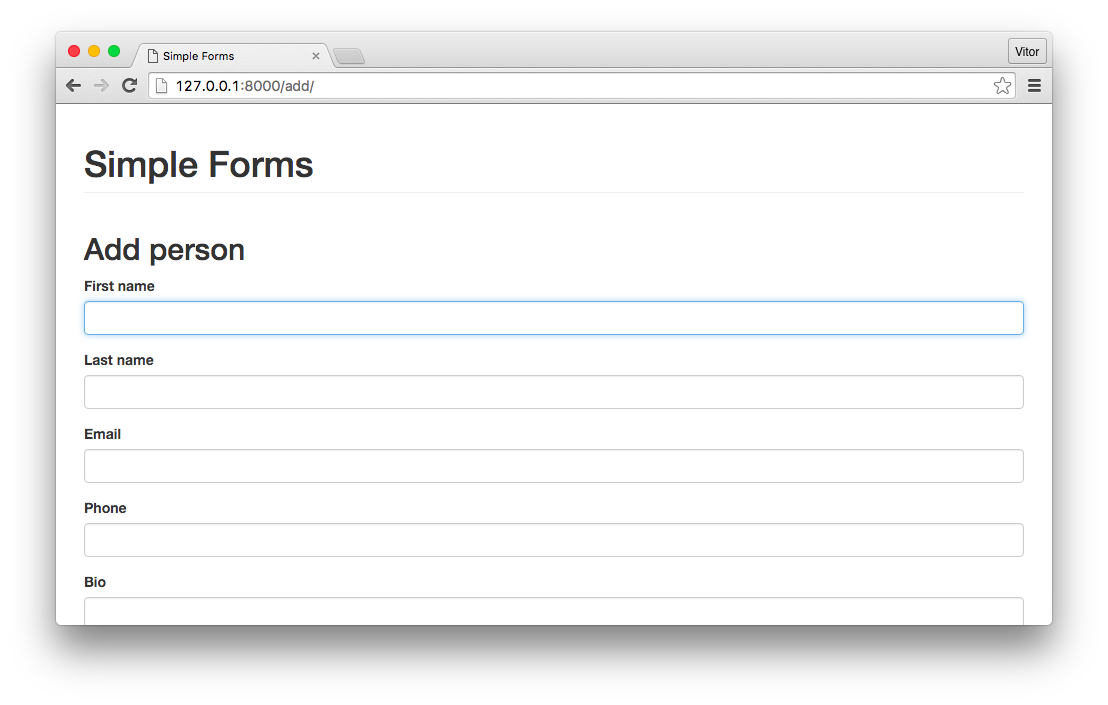 Simple Forms
Vitor
127.0.0.1:8000/add/
Simple Forms
Add person
First name
Last name
Email
Phone
Bio